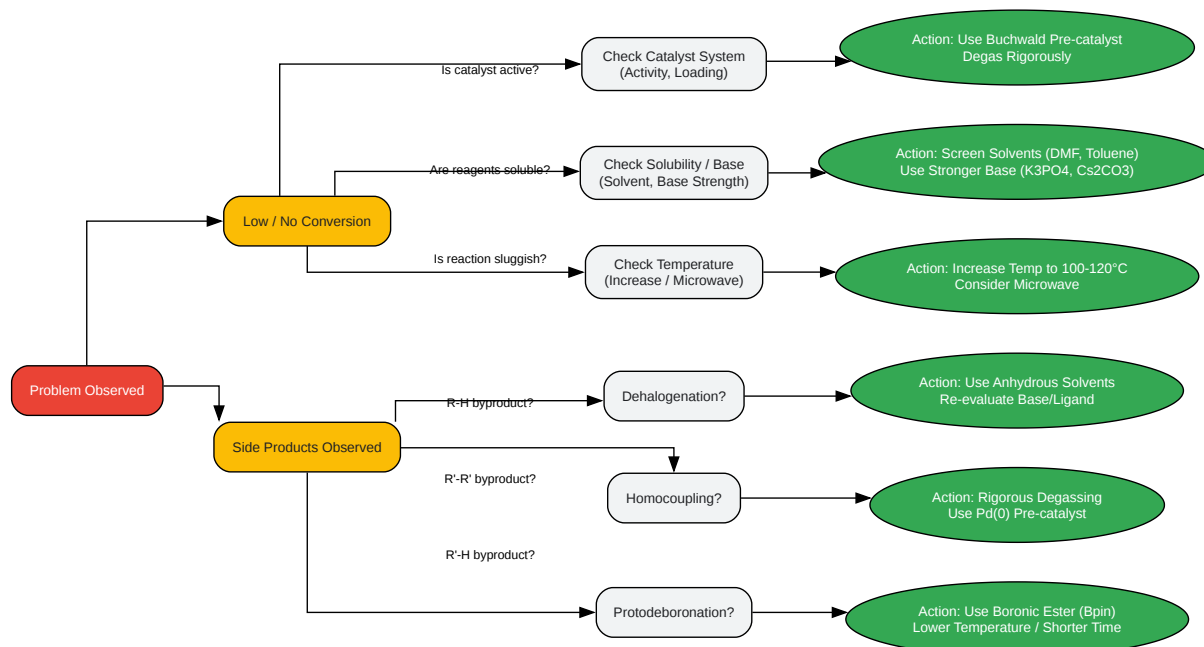 Is catalyst active?
Check Catalyst System
(Activity, Loading)
Action: Use Buchwald Pre-catalyst
Degas Rigorously
Are reagents soluble?
Check Solubility / Base
(Solvent, Base Strength)
Action: Screen Solvents (DMF, Toluene)
Use Stronger Base (K3PO4, Cs2CO3)
Low / No Conversion
Is reaction sluggish?
Check Temperature
(Increase / Microwave)
Action: Increase Temp to 100-120°C
Consider Microwave
Problem Observed
Side Products Observed
R-H byproduct?
Dehalogenation?
Action: Use Anhydrous Solvents
Re-evaluate Base/Ligand
R'-R' byproduct?
Homocoupling?
Action: Rigorous Degassing
Use Pd(0) Pre-catalyst
R'-H byproduct?
Protodeboronation?
Action: Use Boronic Ester (Bpin)
Lower Temperature / Shorter Time